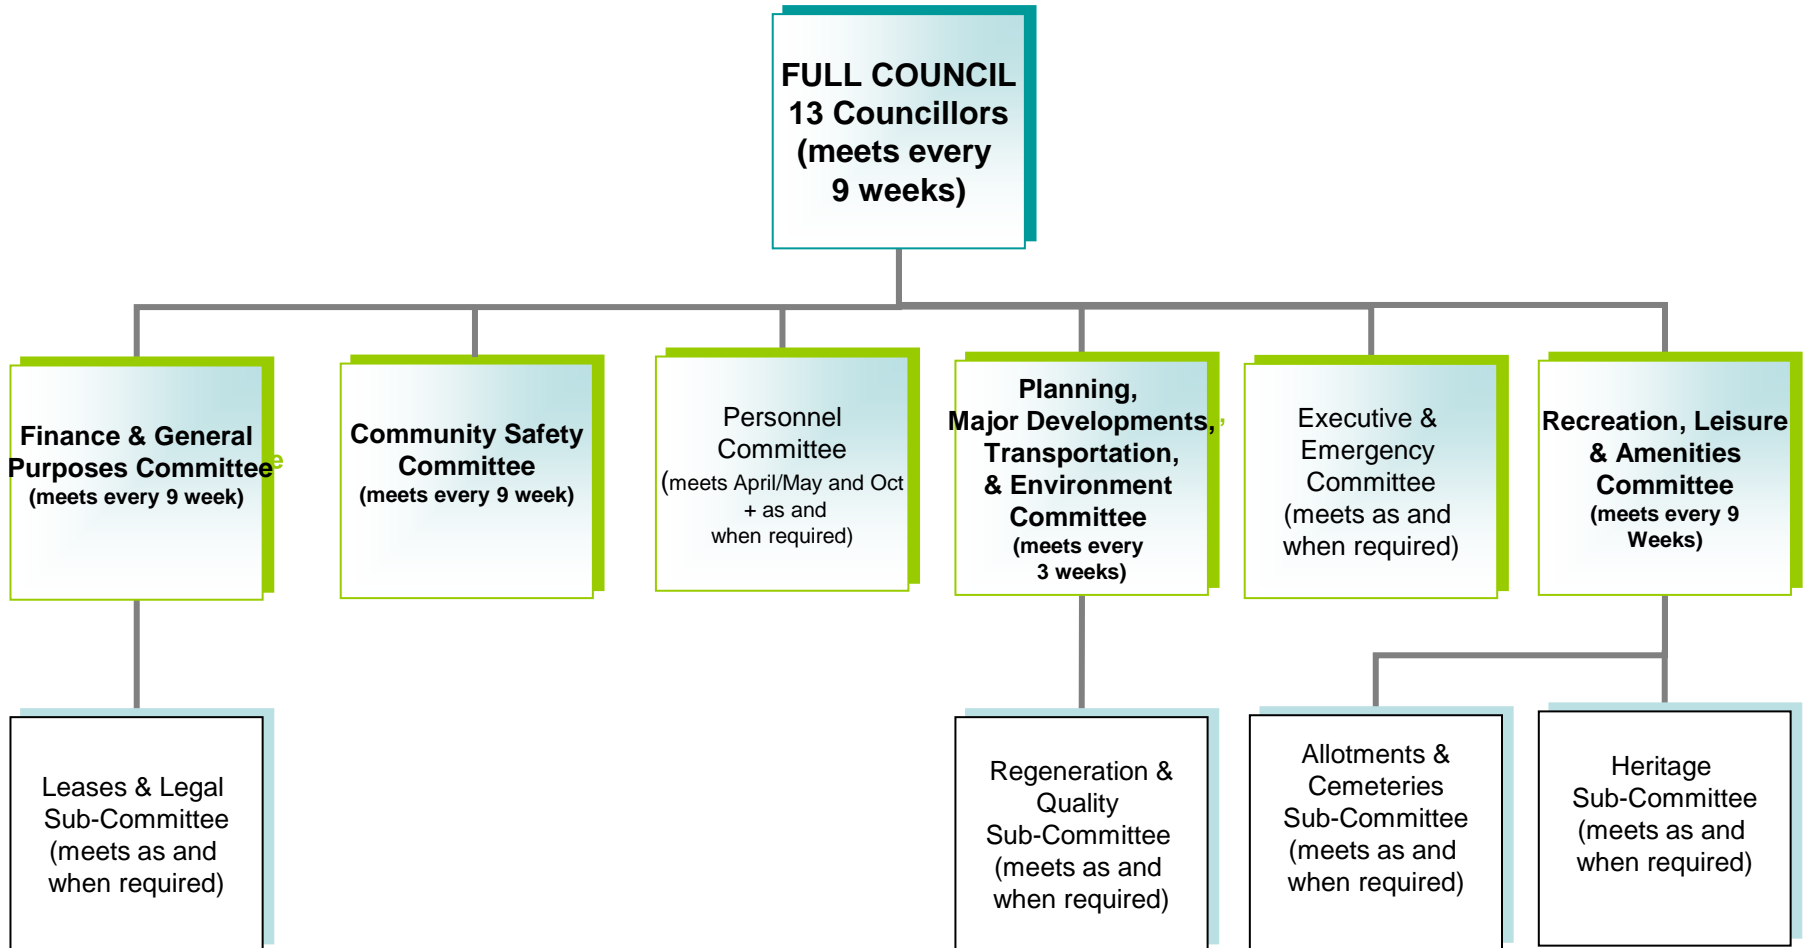 FULL COUNCIL
13 Councillors
(meets every
9 weeks)
Finance & General
Purposes Committee
(meets every 9 week)
Community Safety
Committee
(meets every 9 week)
Personnel
Committee
(meets April/May and Oct
+ as and
when required)
Planning,
Major Developments,
Transportation,
& Environment
Committee
(meets every
3 weeks)
Executive &
Emergency
Committee
(meets as and
when required)
Recreation, Leisure
& Amenities
Committee
(meets every 9
Weeks)
Leases & Legal
Sub-Committee
(meets as and
when required)
Regeneration &
Quality
Sub-Committee
(meets as and
when required)
Allotments &
Cemeteries
Sub-Committee
(meets as and
when required)
Heritage
Sub-Committee
(meets as and
when required)